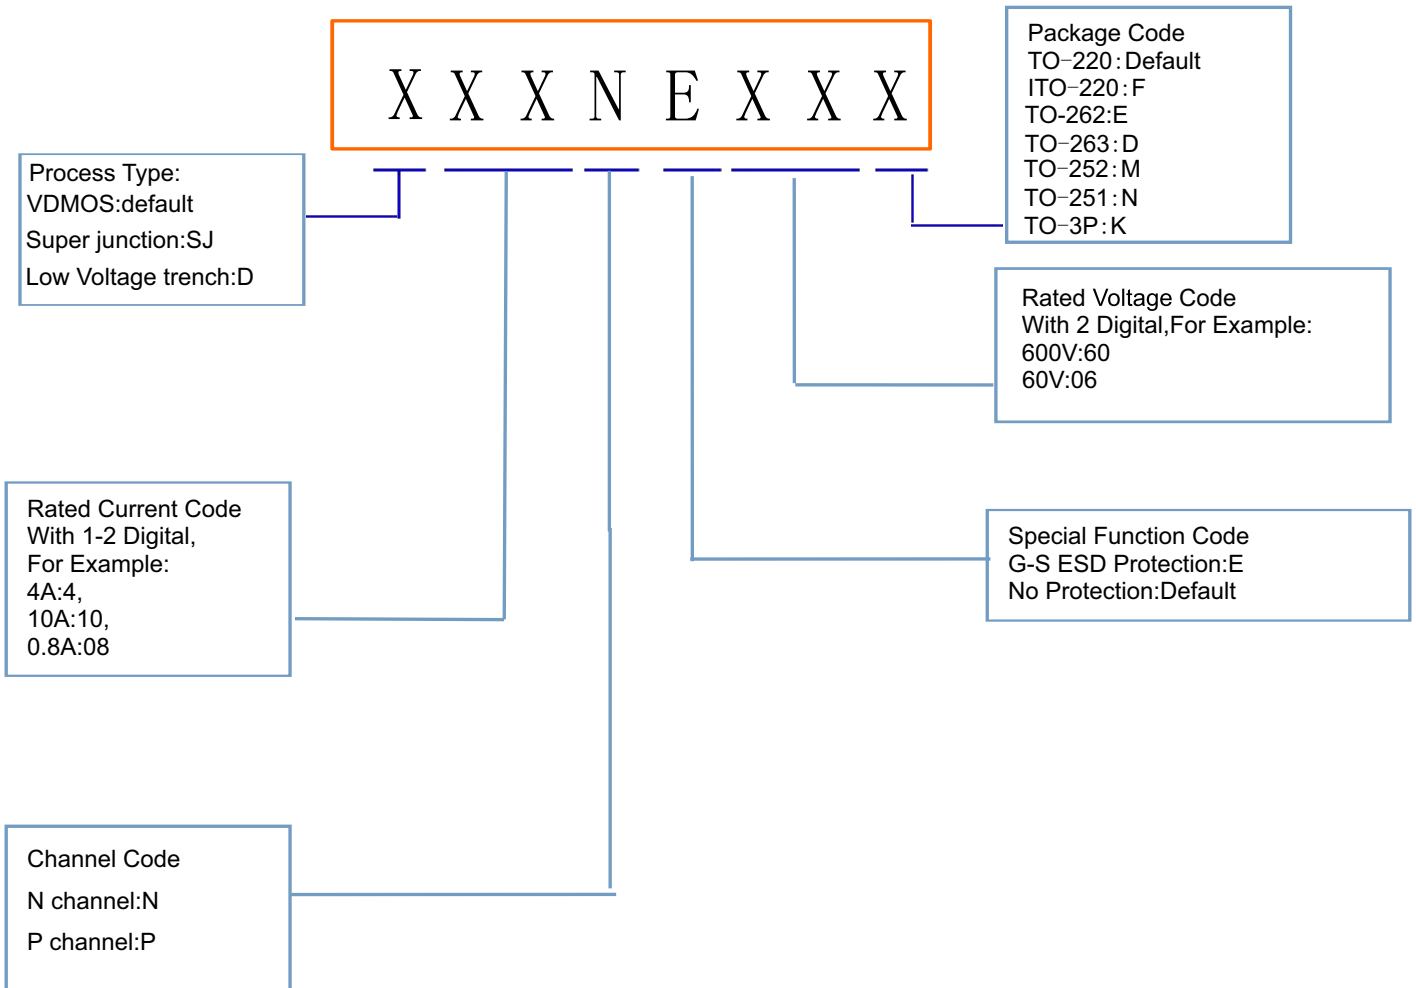 X X X N E X X X
Package Code
TO-220:Default
ITO-220:F
TO-262:E
TO-263:D
TO-252:M
TO-251:N
TO-3P:K
Process Type:
VDMOS:default
Super junction:SJ
Low Voltage trench:D
Rated Voltage Code
With 2 Digital,For Example:
600V:60
60V:06
Rated Current Code
With 1-2 Digital,
For Example:
4A:4,
10A:10,
0.8A:08
Special Function Code
G-S ESD Protection:E
No Protection:Default
Channel Code
N channel:N
P channel:P